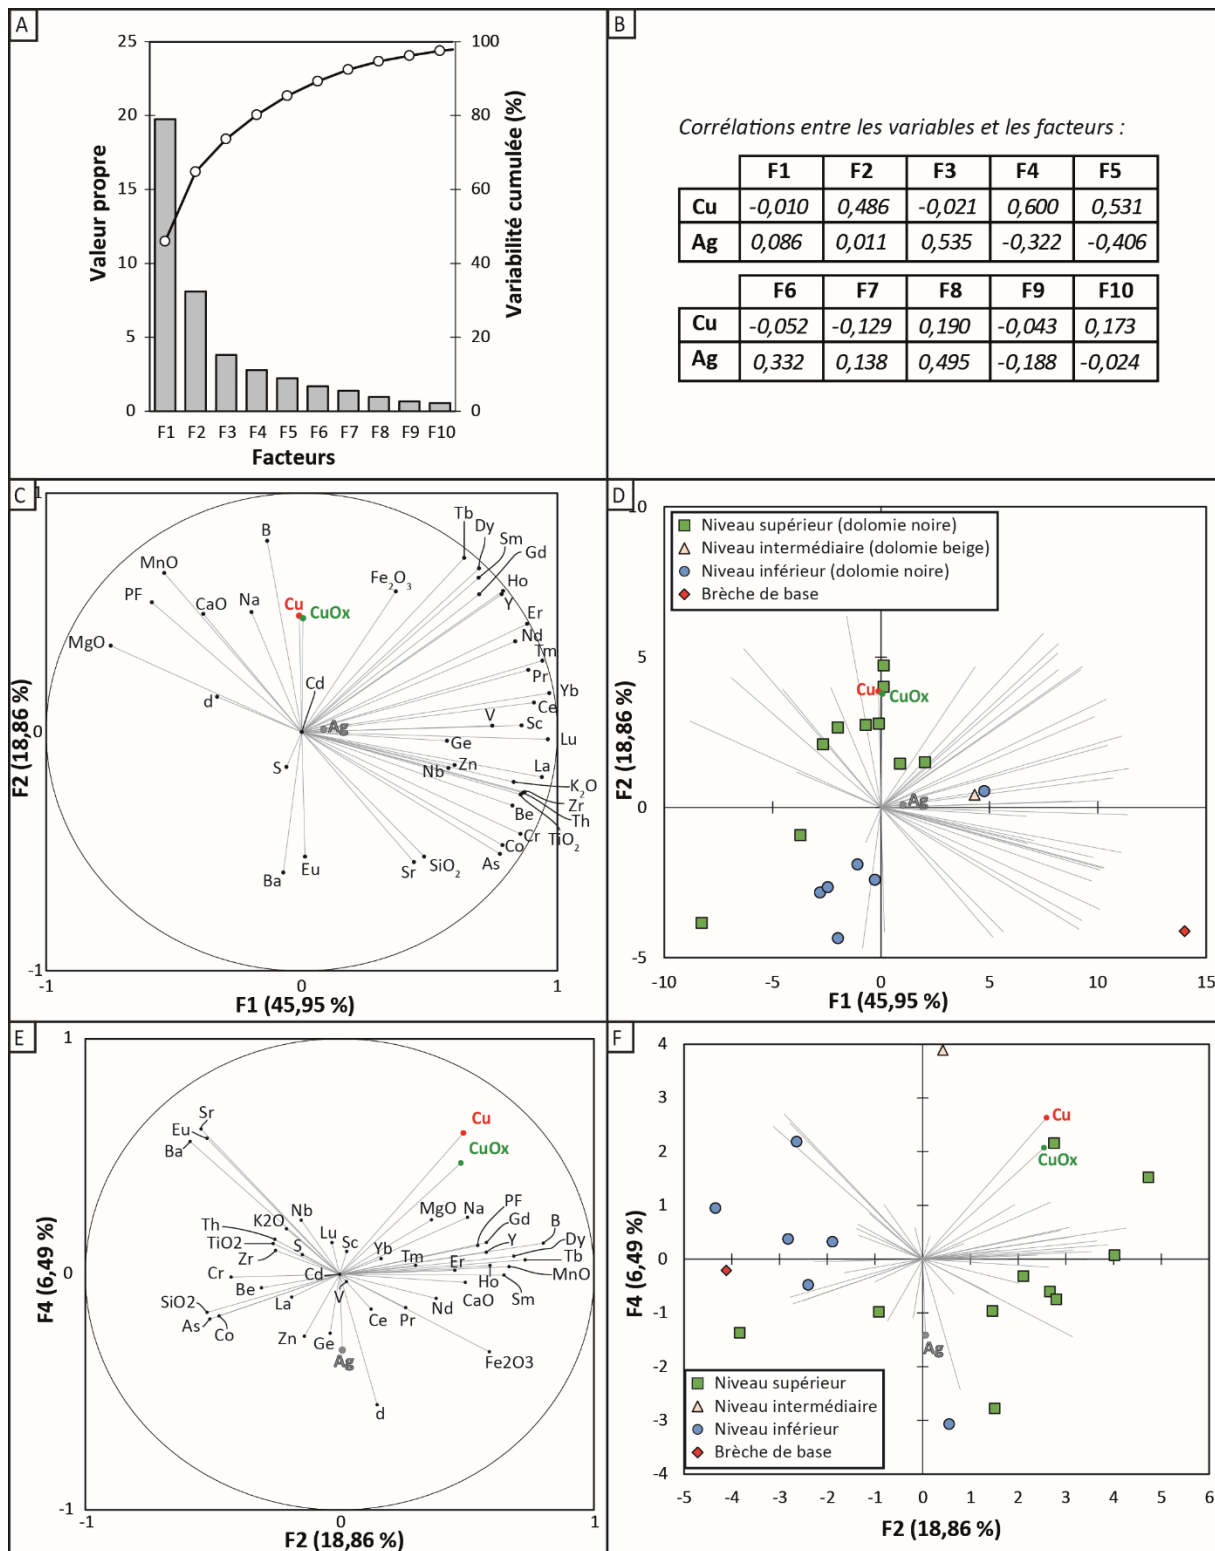 A
25
20
15
10
5
0
Valeur propre
100
80
60
40
20
0
Variabilité cumulée (%)
F1 F2 F3 F4 F5 F6 F7 F8 F9 F10
Facteurs
B
Corrélations entre les variables et les facteurs :
F1 F2 F3 F4 F5
Cu -0,010 0,486 -0,021 0,600 0,531
Ag 0,086 0,011 0,535 -0,322 -0,406
F6 F7 F8 F9 F10
Cu -0,052 -0,129 0,190 -0,043 0,173
Ag 0,332 0,138 0,495 -0,188 -0,024
C
1
0
-1
F2 (18,86 %)
Tb
Dy
Sm
Gd
B
MnO
Fe2O3
Ho
PF
Na
CaO
Cu
CuOx
Y
Er
Nd
MgO
Tm
Pr
Cd
Yb
d
Ce
V
Sc
Ag
Ge
Lu
S
Zn
Nb
La
K2O
Zr
Be
Th
Cr
TiO2
Co
As
SiO2
Sr
Eu
Ba
-1 0 1
F1 (45,95 %)
D
10
5
0
-5
F2 (18,86 %)
Niveau supérieur (dolomie noire)
Niveau intermédiaire (dolomie beige)
Niveau inférieur (dolomie noire)
Brèche de base
Cu
CuOx
Ag
-10 -5 0 5 10 15
F1 (45,95 %)
E
1
0
-1
F4 (6,49 %)
Sr
Eu
Ba
Cu
CuOx
Nb
K2O
MgO
Na
PF
Gd
B
Th
Lu
Y
Dy
TiO2
S
Sc
Yb
Tb
Zr
Tm
Er
MnO
Cr
Cd
Ho
Be
V
CaO
Sm
SiO2
La
Nd
As
Co
Ce
Pr
Zn
Ge
Ag
Fe2O3
d
-1 0 1
F2 (18,86 %)
F
4
3
2
1
0
-1
-2
-3
-4
F4 (6,49 %)
Cu
CuOx
Ag
Niveau supérieur
Niveau intermédiaire
Niveau inférieur
Brèche de base
-5 -4 -3 -2 -1 0 1 2 3 4 5 6
F2 (18,86 %)